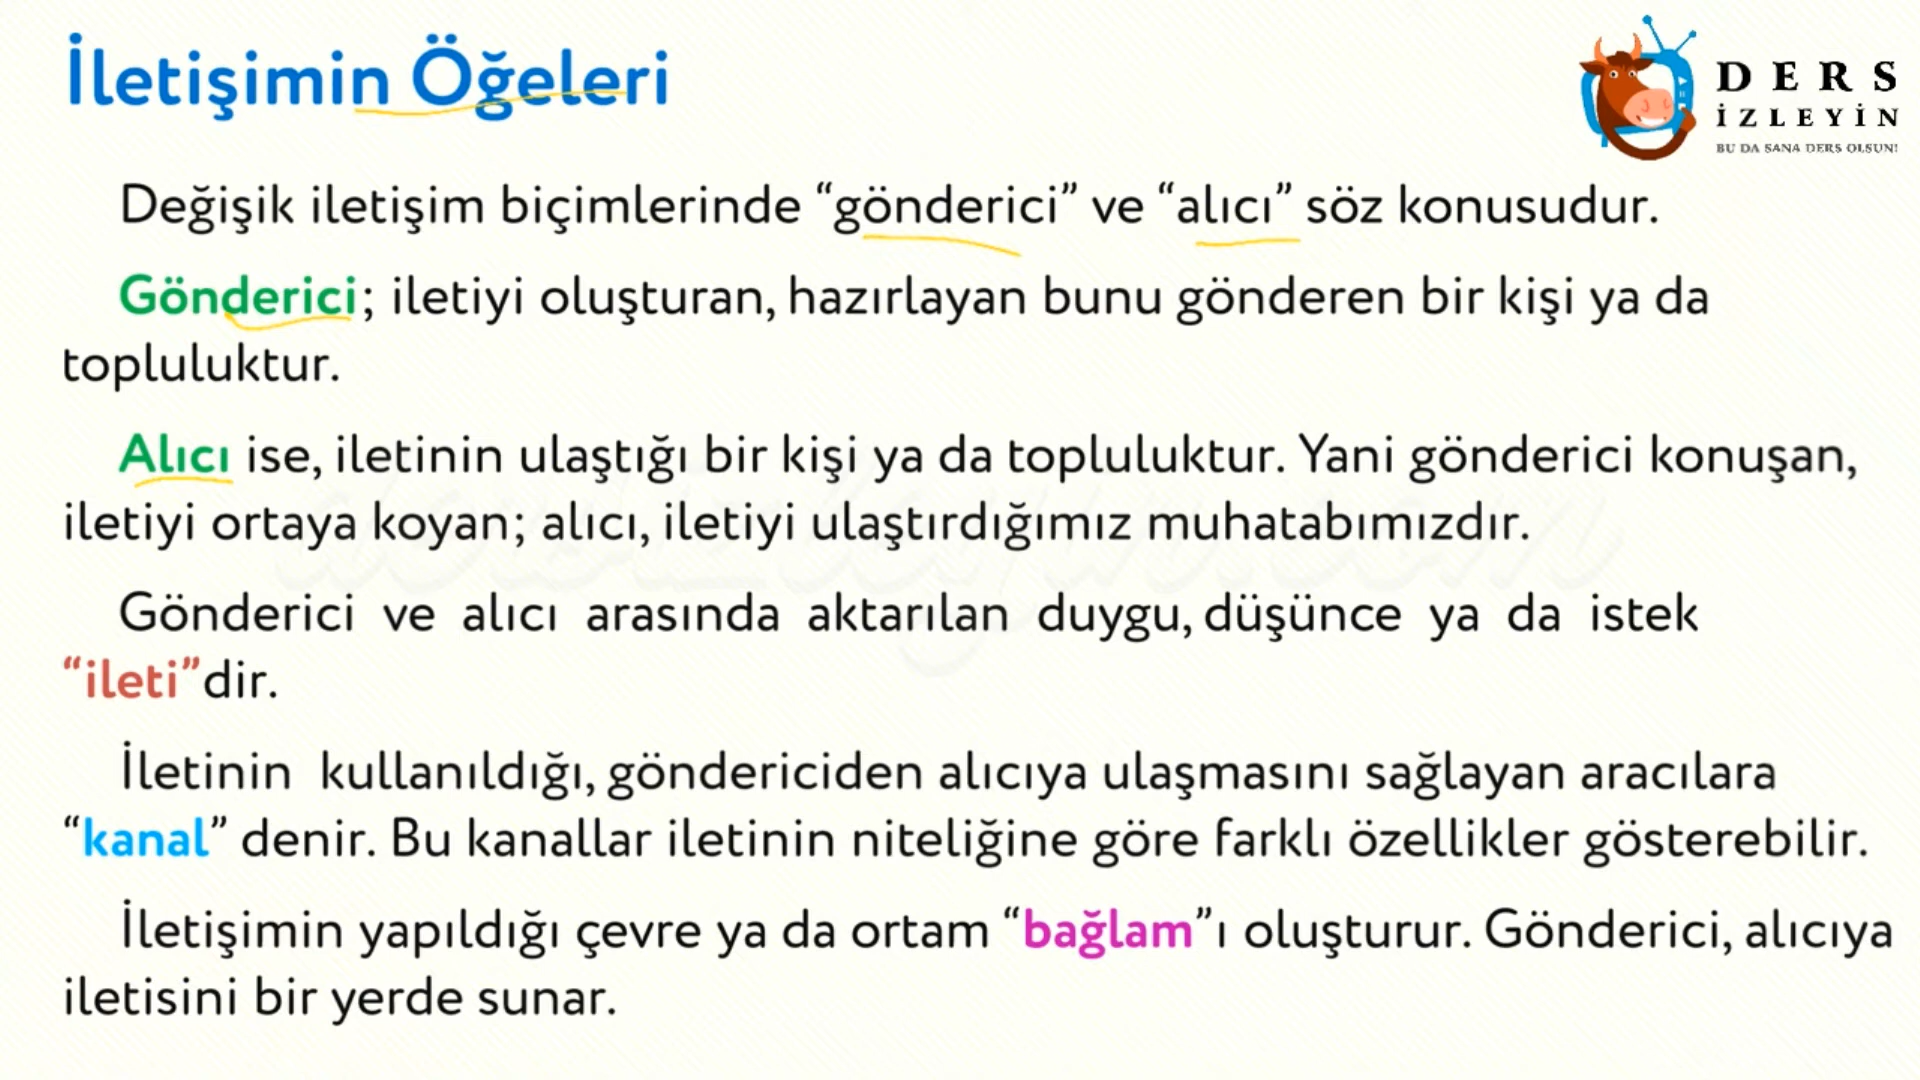 İletişimin Öğeleri
DERS
İZLEYİN
BU DA SANA DERS OLSUN!
Değişik iletişim biçimlerinde “gönderici” ve “alıcı” söz konusudur.
Gönderici; iletiyi oluşturan, hazırlayan bunu gönderen bir kişi ya da
topluluktur.
Alıcı ise, iletinin ulaştığı bir kişi ya da topluluktur. Yani gönderici konuşan,
iletiyi ortaya koyan; alıcı, iletiyi ulaştırdığımız muhatabımızdır.
Gönderici ve alıcı arasında aktarılan duygu, düşünce ya da istek
“ileti”dir.
İletinin kullanıldığı, göndericiden alıcıya ulaşmasını sağlayan aracılara
“kanal” denir. Bu kanallar iletinin niteliğine göre farklı özellikler gösterebilir.
İletişimin yapıldığı çevre ya da ortam “bağlam”ı oluşturur. Gönderici, alıcıya
iletisini bir yerde sunar.